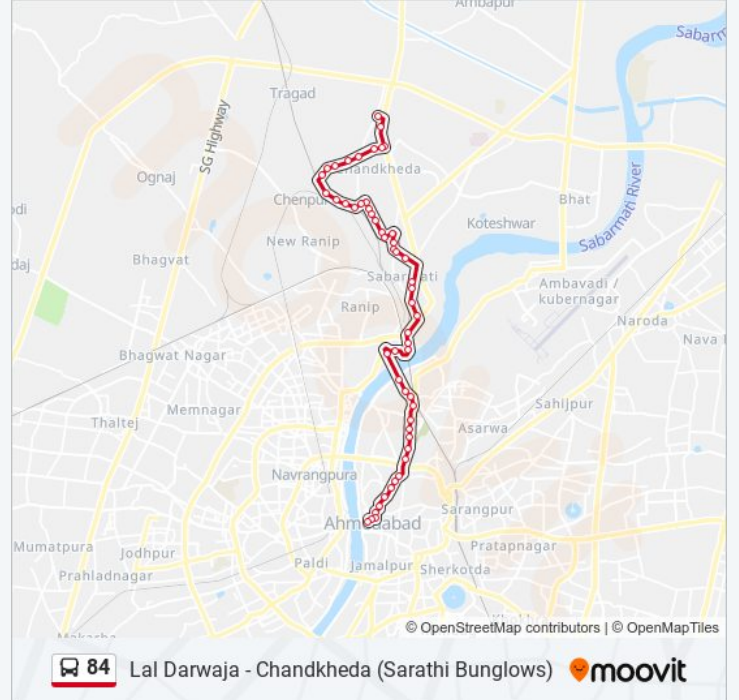 Ambapur
Sabarm
Tragad
SG Highway
Chandkheda
Ognaj
Chenpur
Bhat
Sabarmati River
Koteshwar
New Ranip
Bhagvat
daj
Sabarmati
Ambavadi /
kubernagar
Ranip
Naroda
Nava
Bhagwat Nagar
Memnagar
Sahijpur
Thaltej
Asarwa
Navrangpura
Sarangpur
Ahmedabad
Mumatpura
Jodhpur
Pratapnagar
Paldi
Jamalpur
Sherkotda
Prahladnagar
© OpenStreetMap contributors | © OpenMapTiles
84 Lal Darwaja - Chandkheda (Sarathi Bunglows) moovit